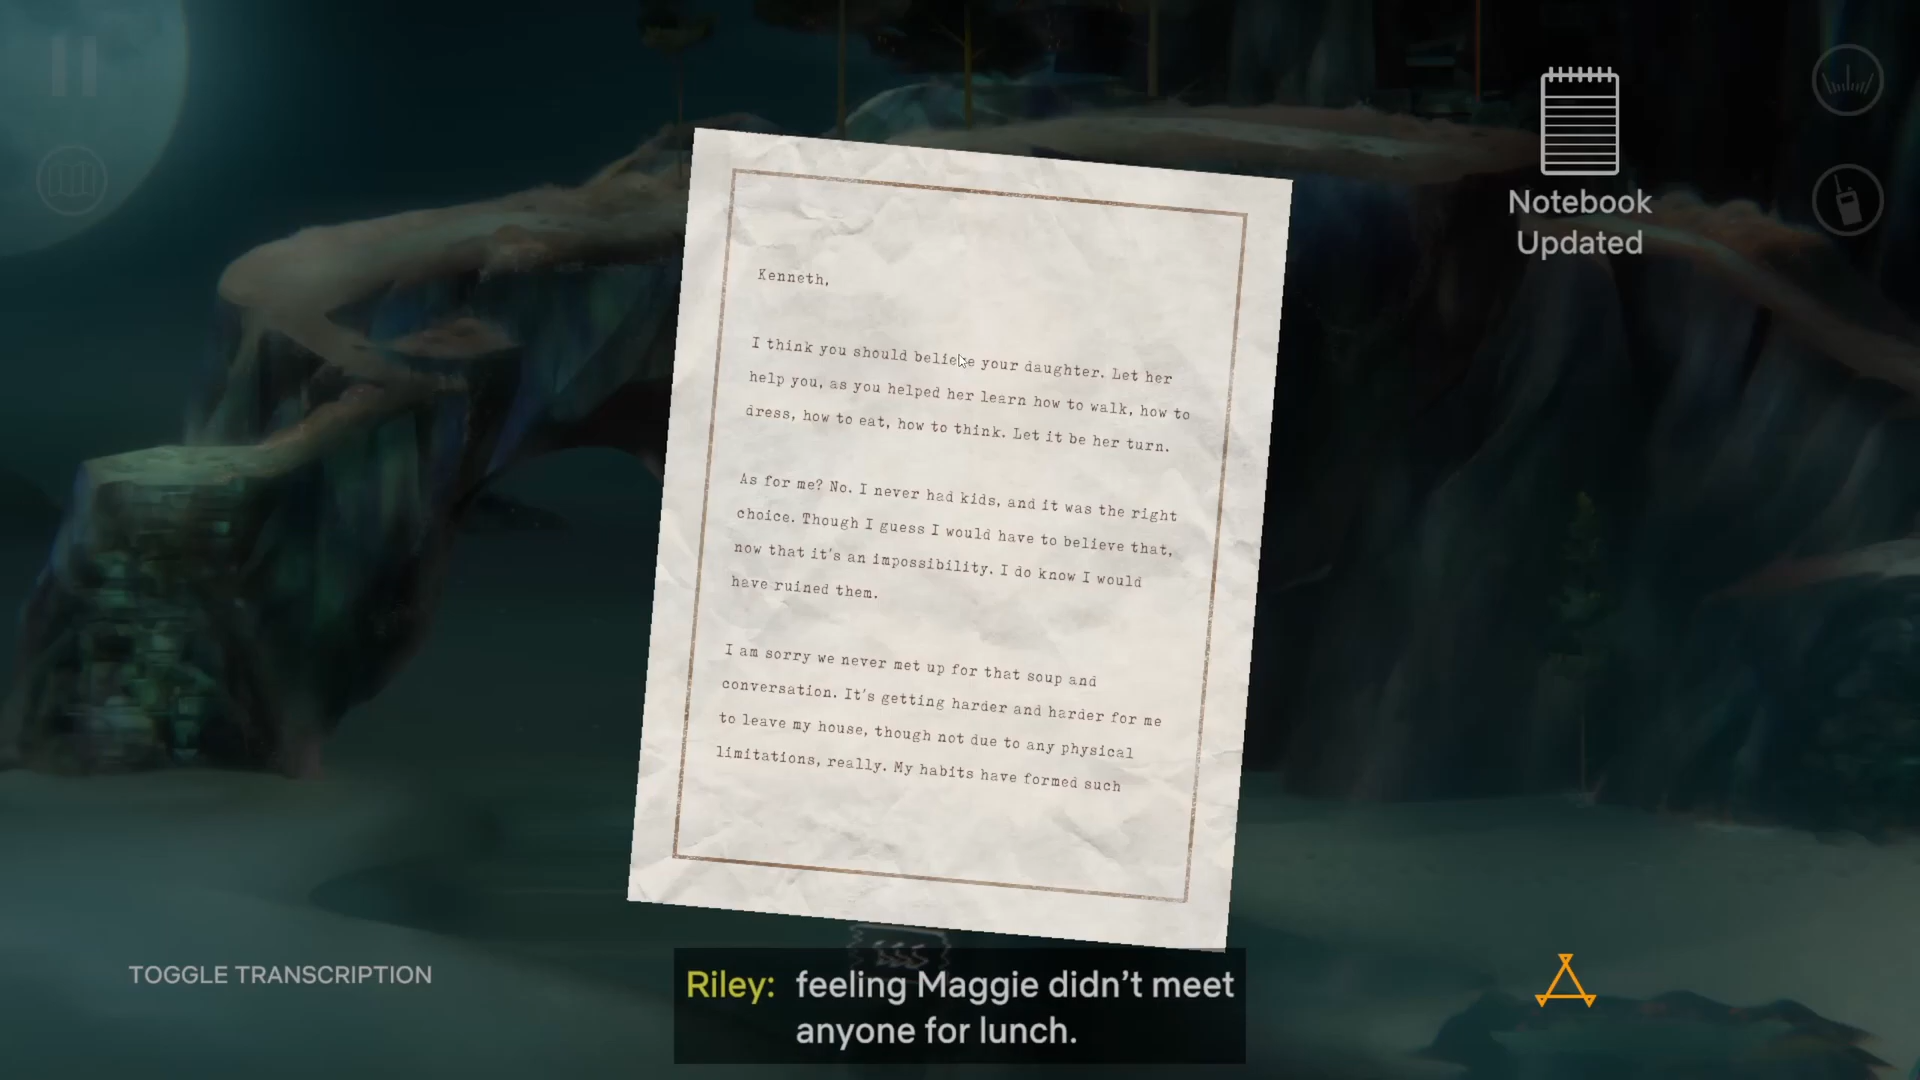 Notebook
Updated
Kenneth,
I think you should believe your daughter. Let her
help you, as you helped her learn how to walk, how to
dress, how to eat, how to think. Let it be her turn.
As for me? No. I never had kids, and it was the right
choice. Though I guess I would have to believe that,
now that it's an impossibility. I do know I would
have ruined them.
I am sorry we never met up for that soup and
conversation. It's getting harder and harder for me
to leave my house, though not due to any physical
limitations, really. My habits have formed such
TOGGLE TRANSCRIPTION
Riley: feeling Maggie didn’t meet
anyone for lunch.